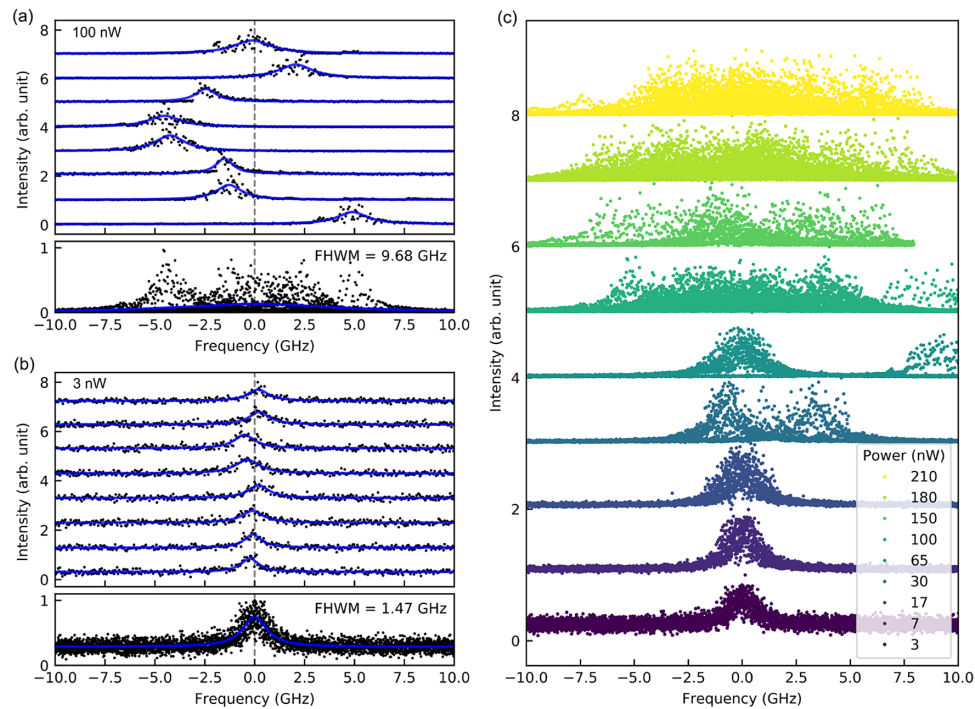 (a)
100 nW
8
6
4
2
0
Intensity (arb. unit)
FHWM = 9.68 GHz
1
0
−10.0 −7.5 −5.0 −2.5 0.0 2.5 5.0 7.5 10.0
Frequency (GHz)
(b)
3 nW
8
6
4
2
0
Intensity (arb. unit)
FHWM = 1.47 GHz
1
0
−10.0 −7.5 −5.0 −2.5 0.0 2.5 5.0 7.5 10.0
Frequency (GHz)
(c)
8
6
4
2
0
Intensity (arb. unit)
Power (nW)
210
180
150
100
65
30
17
7
3
−10.0 −7.5 −5.0 −2.5 0.0 2.5 5.0 7.5 10.0
Frequency (GHz)